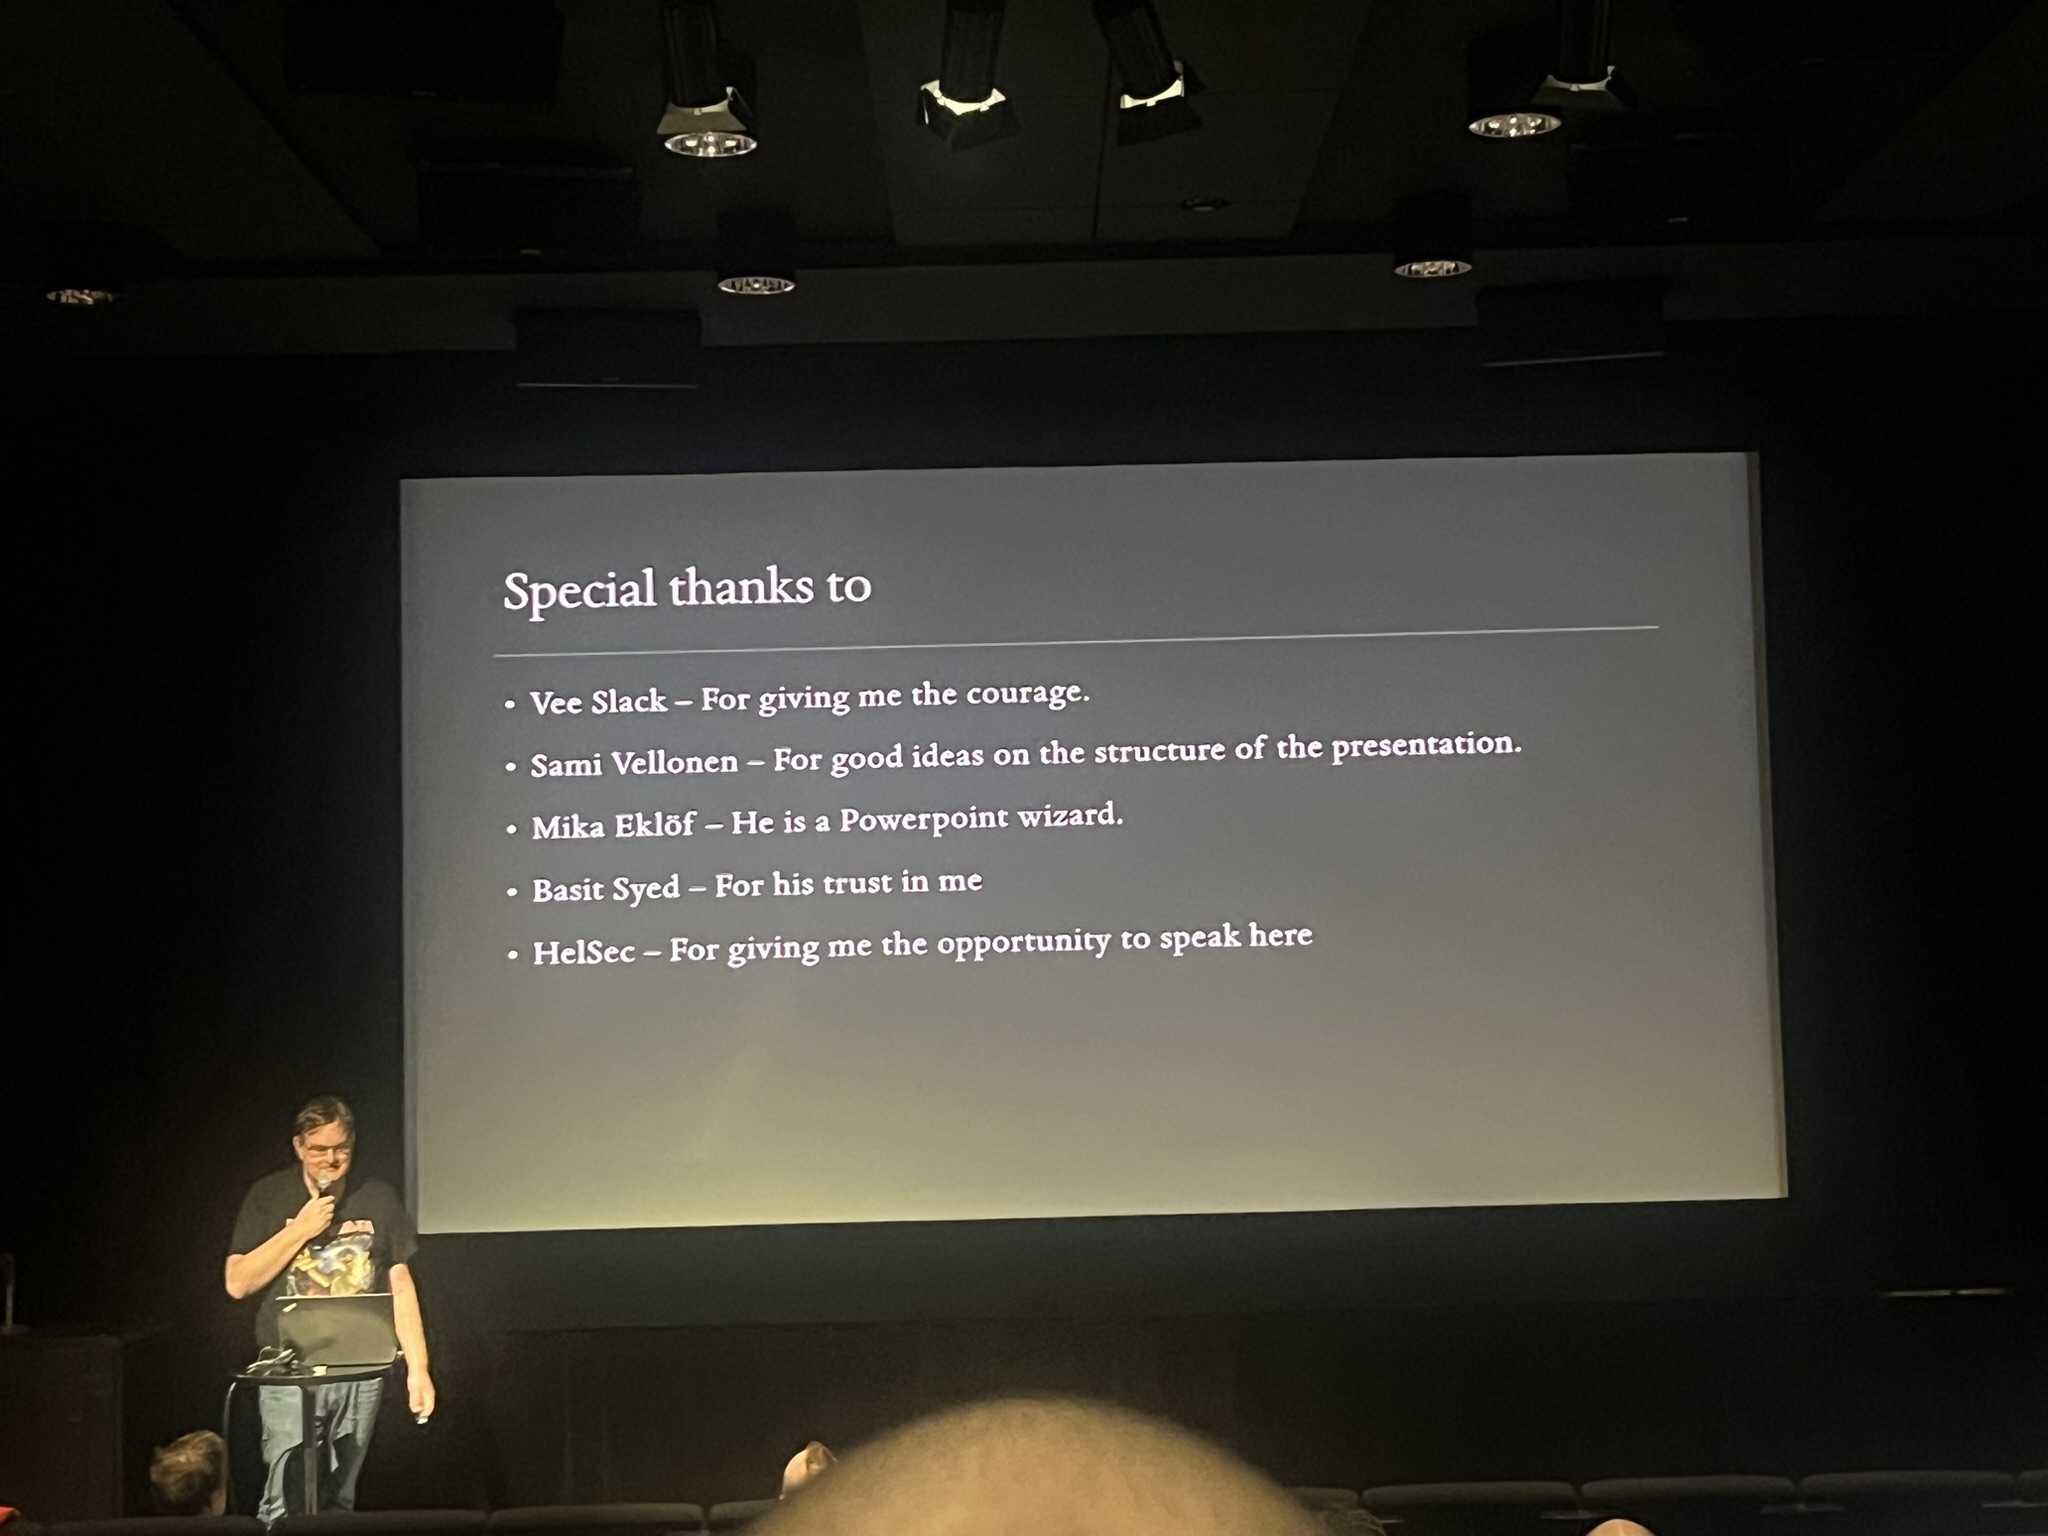 Special thanks to
• Vee Slack – For giving me the courage.
• Sami Vellonen – For good ideas on the structure of the presentation.
• Mika Eklöf – He is a Powerpoint wizard.
• Basit Syed – For his trust in me
• HelSec – For giving me the opportunity to speak here